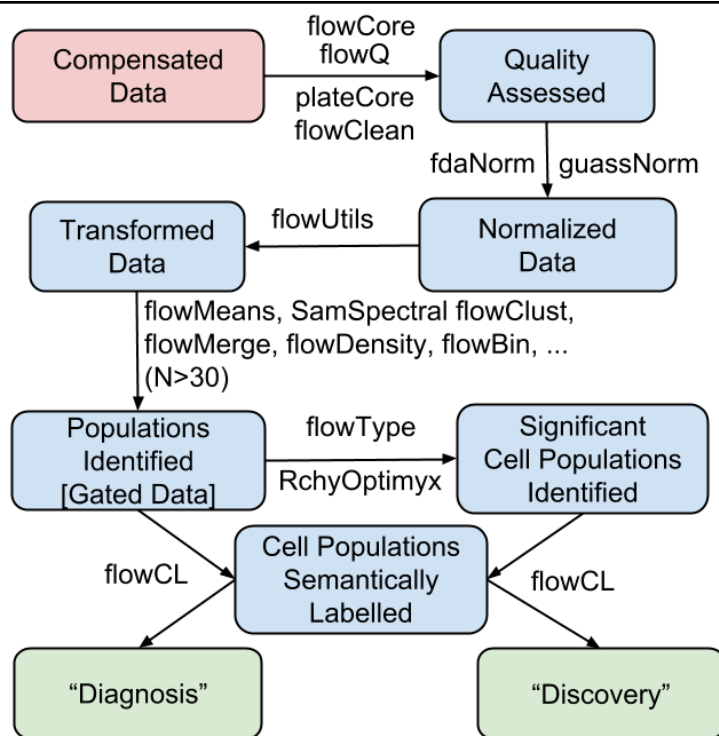 Compensated
Data
flowCore
flowQ
plateCore
flowClean
Quality
Assessed
fdaNorm
guassNorm
Transformed
Data
flowUtils
Normalized
Data
flowMeans, SamSpectral flowClust,
flowMerge, flowDensity, flowBin, ...
(N>30)
Populations
Identified
[Gated Data]
flowType
RchyOptimyx
Significant
Cell Populations
Identified
flowCL
Cell Populations
Semantically
Labelled
flowCL
“Diagnosis”
“Discovery”